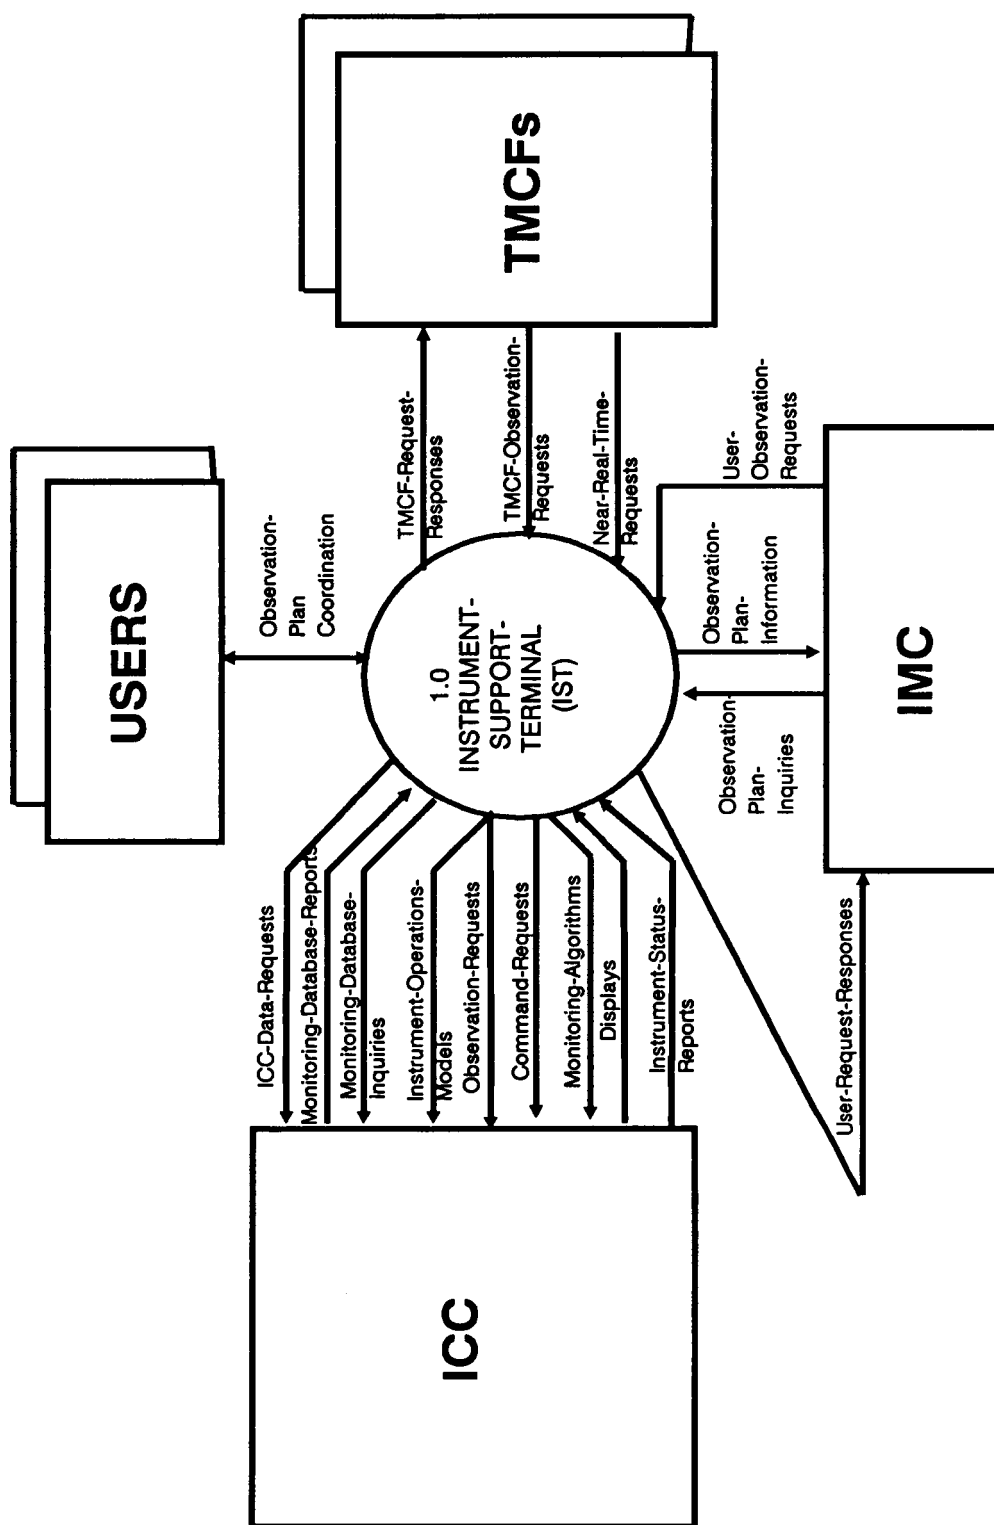 USERS
TMCFs
ICC
IMC
1.0
INSTRUMENT-
SUPPORT-
TERMINAL
(IST)
Observation-
Plan
Coordination
TMCF-Request-
Responses
TMCF-Observation-
Requests
Near-Real-Time-
Requests
ICC-Data-Requests
Monitoring-Database-Reports
Monitoring-Database-
Inquiries
Instrument-Operations-
Models
Observation-Requests
Command-Requests
Monitoring-Algorithms
Displays
Instrument-Status-
Reports
User-Request-Responses
Observation-
Plan-
Inquiries
Observation-
Plan-
Information
User-
Observation-
Requests